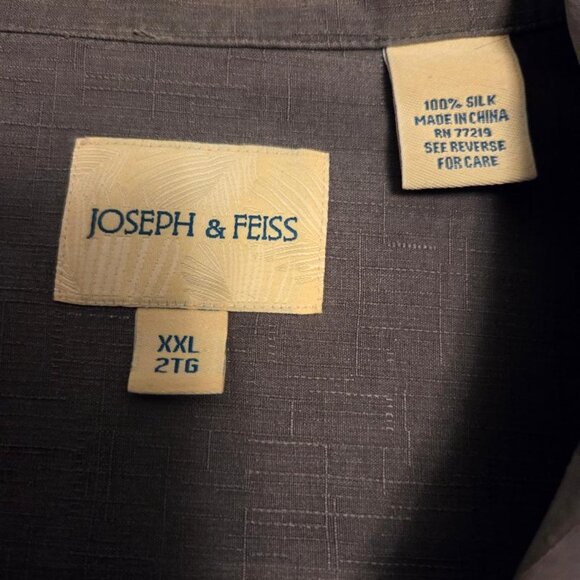 100% SILK
MADE IN CHINA
RN 77219
SEE REVERSE
FOR CARE
JOSEPH & FEISS
XXL
2TG